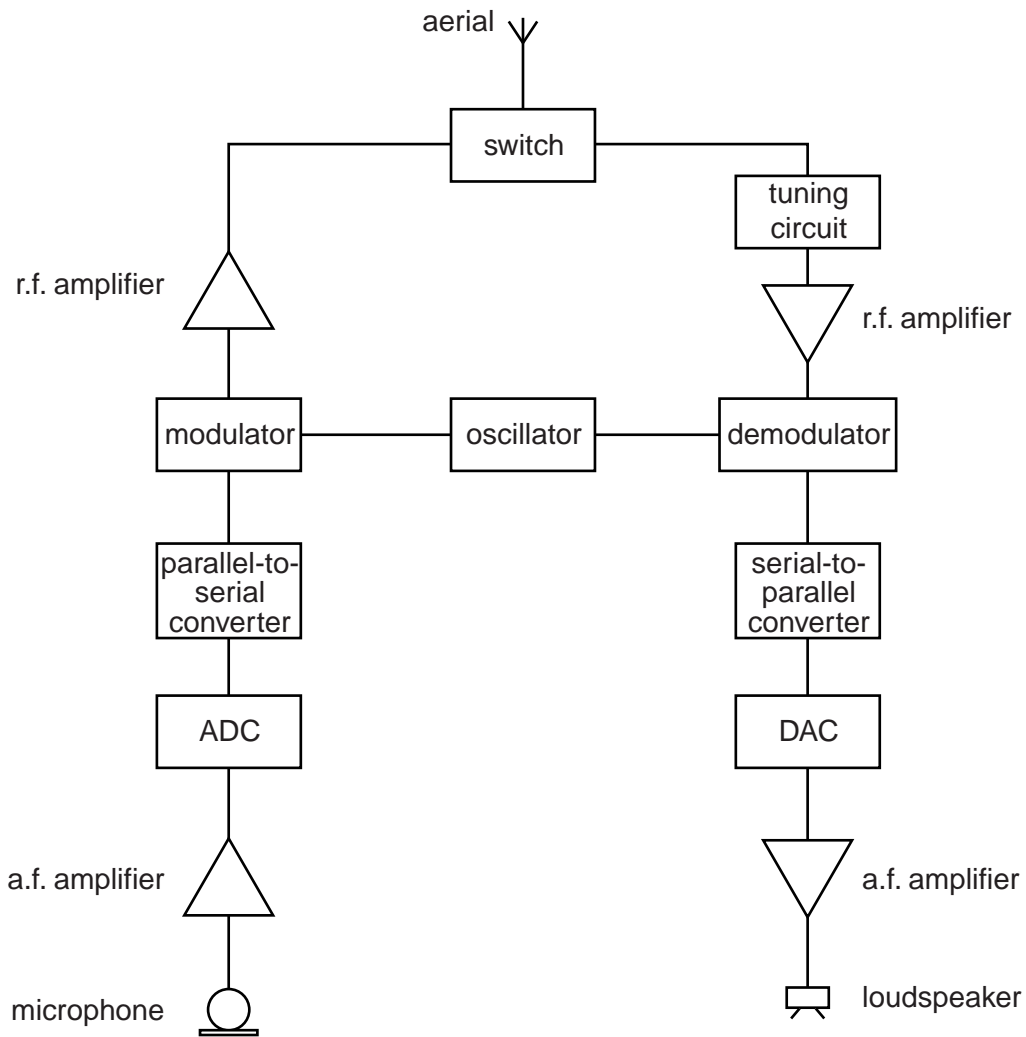 aerial
switch
tuning
circuit
r.f. amplifier
r.f. amplifier
modulator
oscillator
demodulator
parallel-to-
serial
converter
serial-to-
parallel
converter
ADC
DAC
a.f. amplifier
a.f. amplifier
microphone
loudspeaker